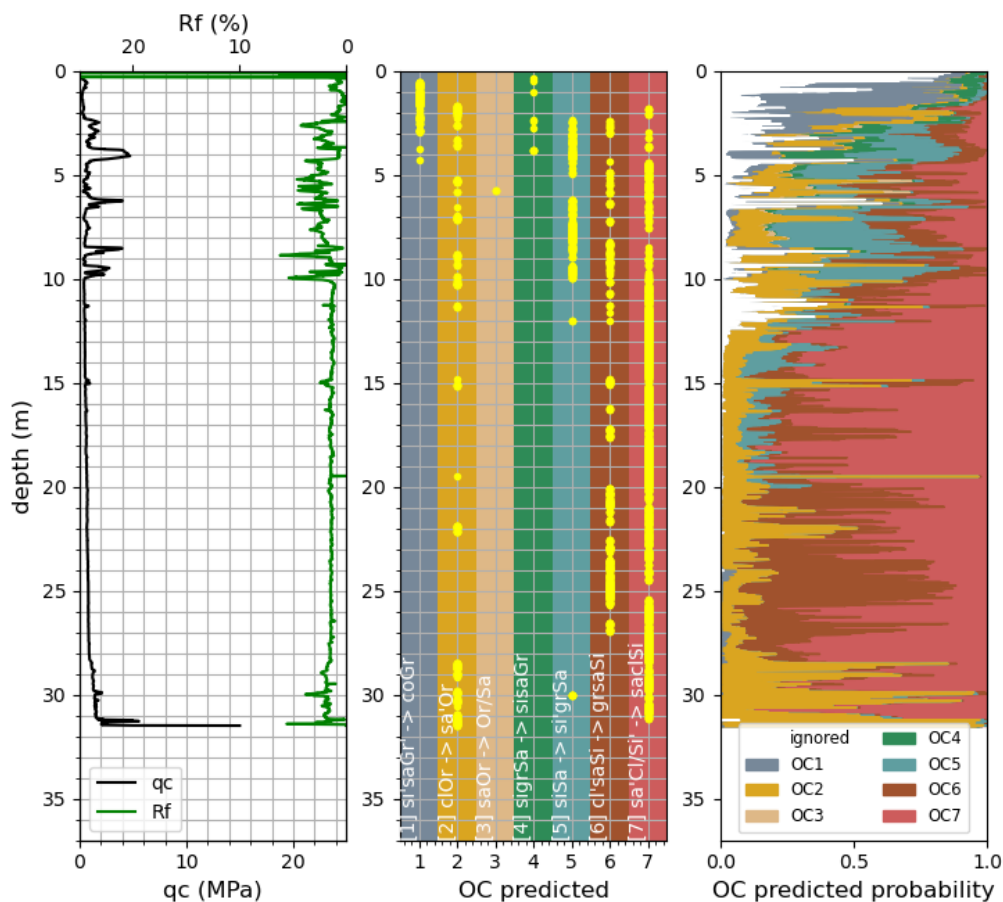 Rf (%)
20 10 0
0
5
10
15
20
25
30
35
depth (m)
qc
Rf
0 10 20
qc (MPa)
0
5
10
15
20
25
30
35
[1] si'saGr' -> coGr
[2] clOr -> sa'Or
[3] saOr -> Or/Sa
[4] sigrSa -> sisaGr
[5] siSa -> si'grSa
[6] cl'saSi -> grsaSi
[7] sa'Cl/Si' -> saclSi
1 2 3 4 5 6 7
OC predicted
0
5
10
15
20
25
30
35
ignored
OC1
OC2
OC3
OC4
OC5
OC6
OC7
0.0 0.5 1.0
OC predicted probability